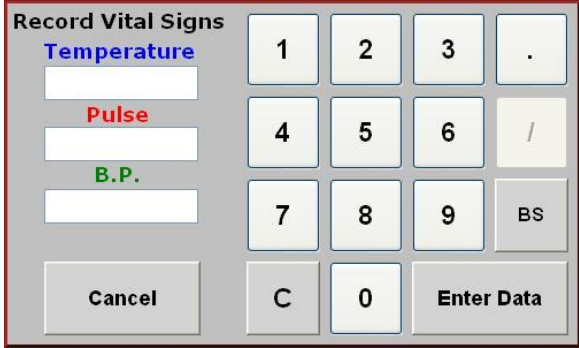 Record Vital Signs
Temperature
Pulse
B.P.
1 2 3 .
4 5 6 /
7 8 9 BS
Cancel C 0 Enter Data